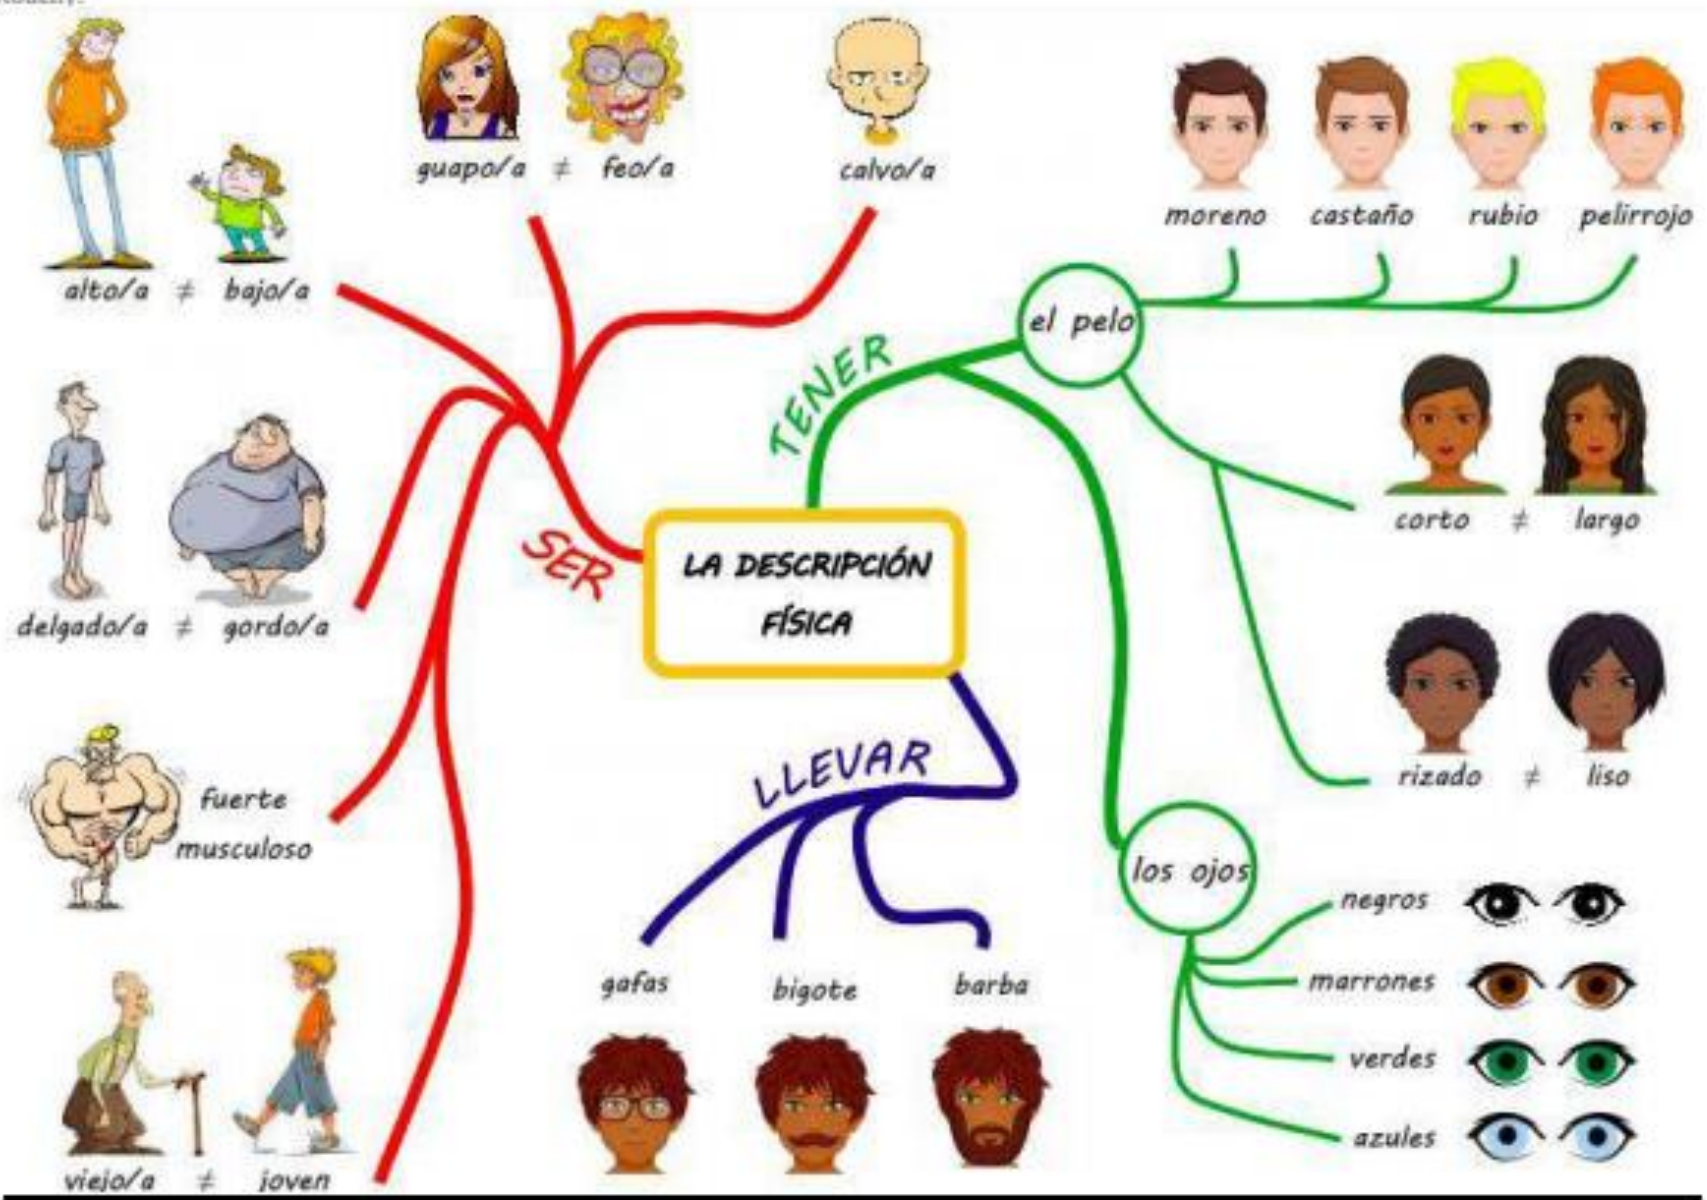 guapo/a ≠ feo/a
calvo/a
moreno castaño rubio pelirrojo
alto/a ≠ bajo/a
el pelo
TENER
corto ≠ largo
SER
LA DESCRIPCIÓN
FÍSICA
delgado/a ≠ gordo/a
rizado ≠ liso
LLEVAR
fuerte
musculoso
los ojos
negros
marrones
verdes
azules
gafas bigote barba
viejo/a ≠ joven